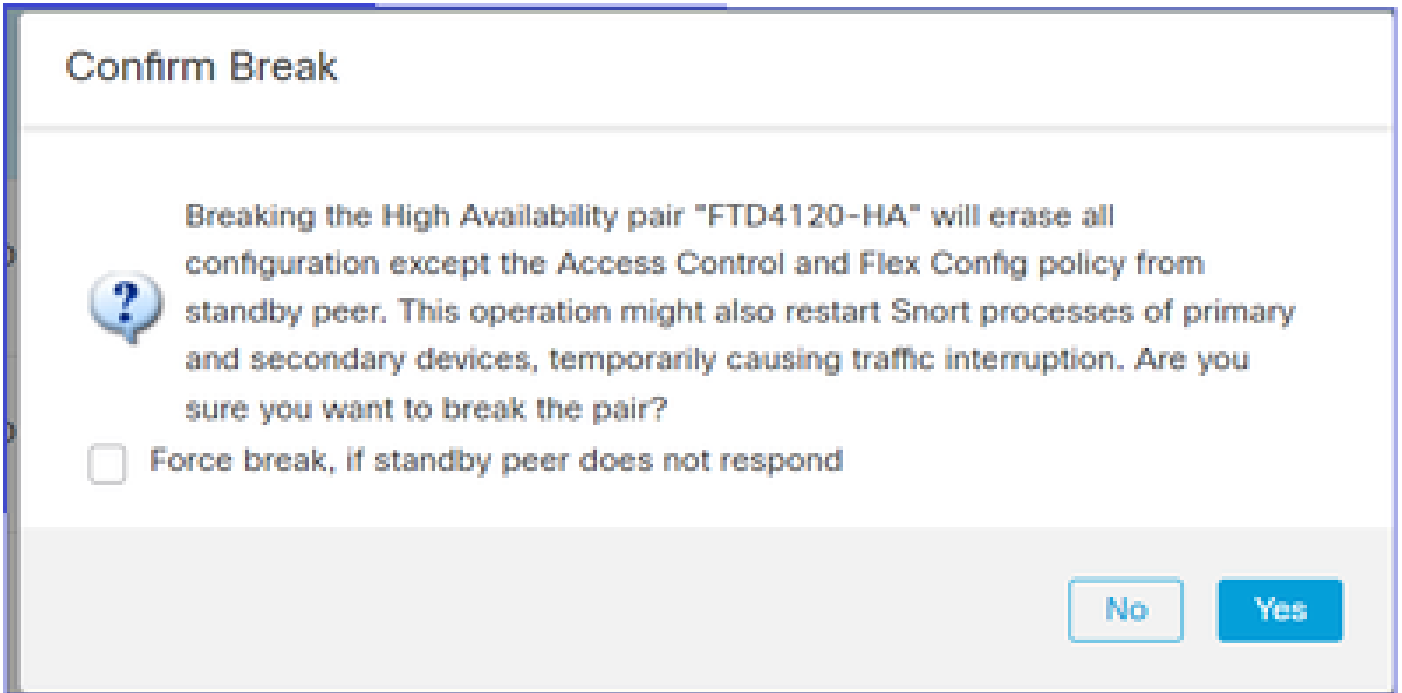 Confirm Break
Breaking the High Availability pair "FTD4120-HA" will erase all
configuration except the Access Control and Flex Config policy from
standby peer. This operation might also restart Snort processes of primary
and secondary devices, temporarily causing traffic interruption. Are you
sure you want to break the pair?
Force break, if standby peer does not respond
No
Yes